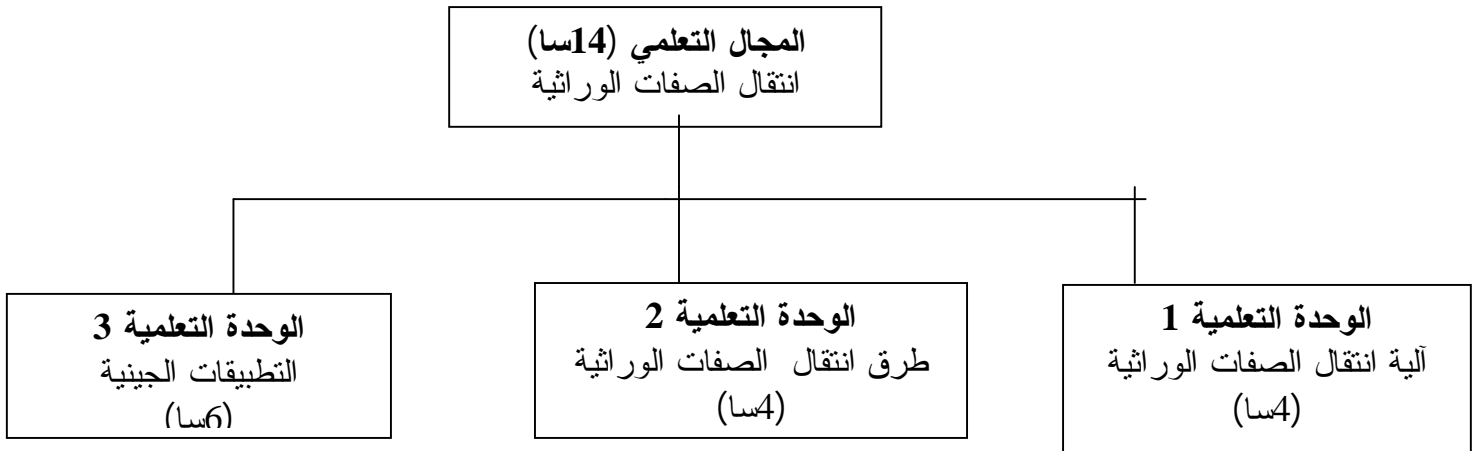 المجال التعلمي (14سا)
انتقال الصفات الوراثية
الوحدة التعلمية 1
آلية انتقال الصفات الوراثية
(4سا)
الوحدة التعلمية 2
طرق انتقال الصفات الوراثية
(4سا)
الوحدة التعلمية 3
التطبيقات الجينية
(6سا)